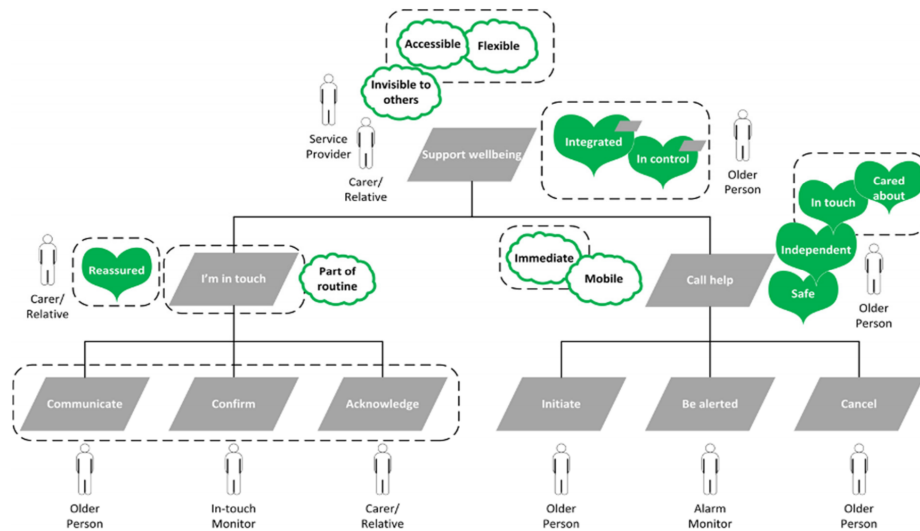 Accessible
Flexible
Invisible to
others
Service
Provider
Carer/
Relative
Support wellbeing
Integrated
In control
Older
Person
Cared
about
In touch
Independent
Safe
Older
Person
Carer/
Relative
Reassured
I'm in touch
Part of
routine
Immediate
Mobile
Call help
Communicate
Confirm
Acknowledge
Initiate
Be alerted
Cancel
Older
Person
In-touch
Monitor
Carer/
Relative
Older
Person
Alarm
Monitor
Older
Person